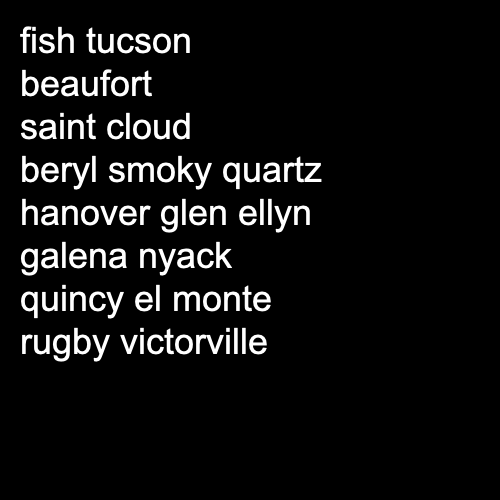 fish tucson
beaufort
saint cloud
beryl smoky quartz
hanover glen ellyn
galena nyack
quincy el monte
rugby victorville